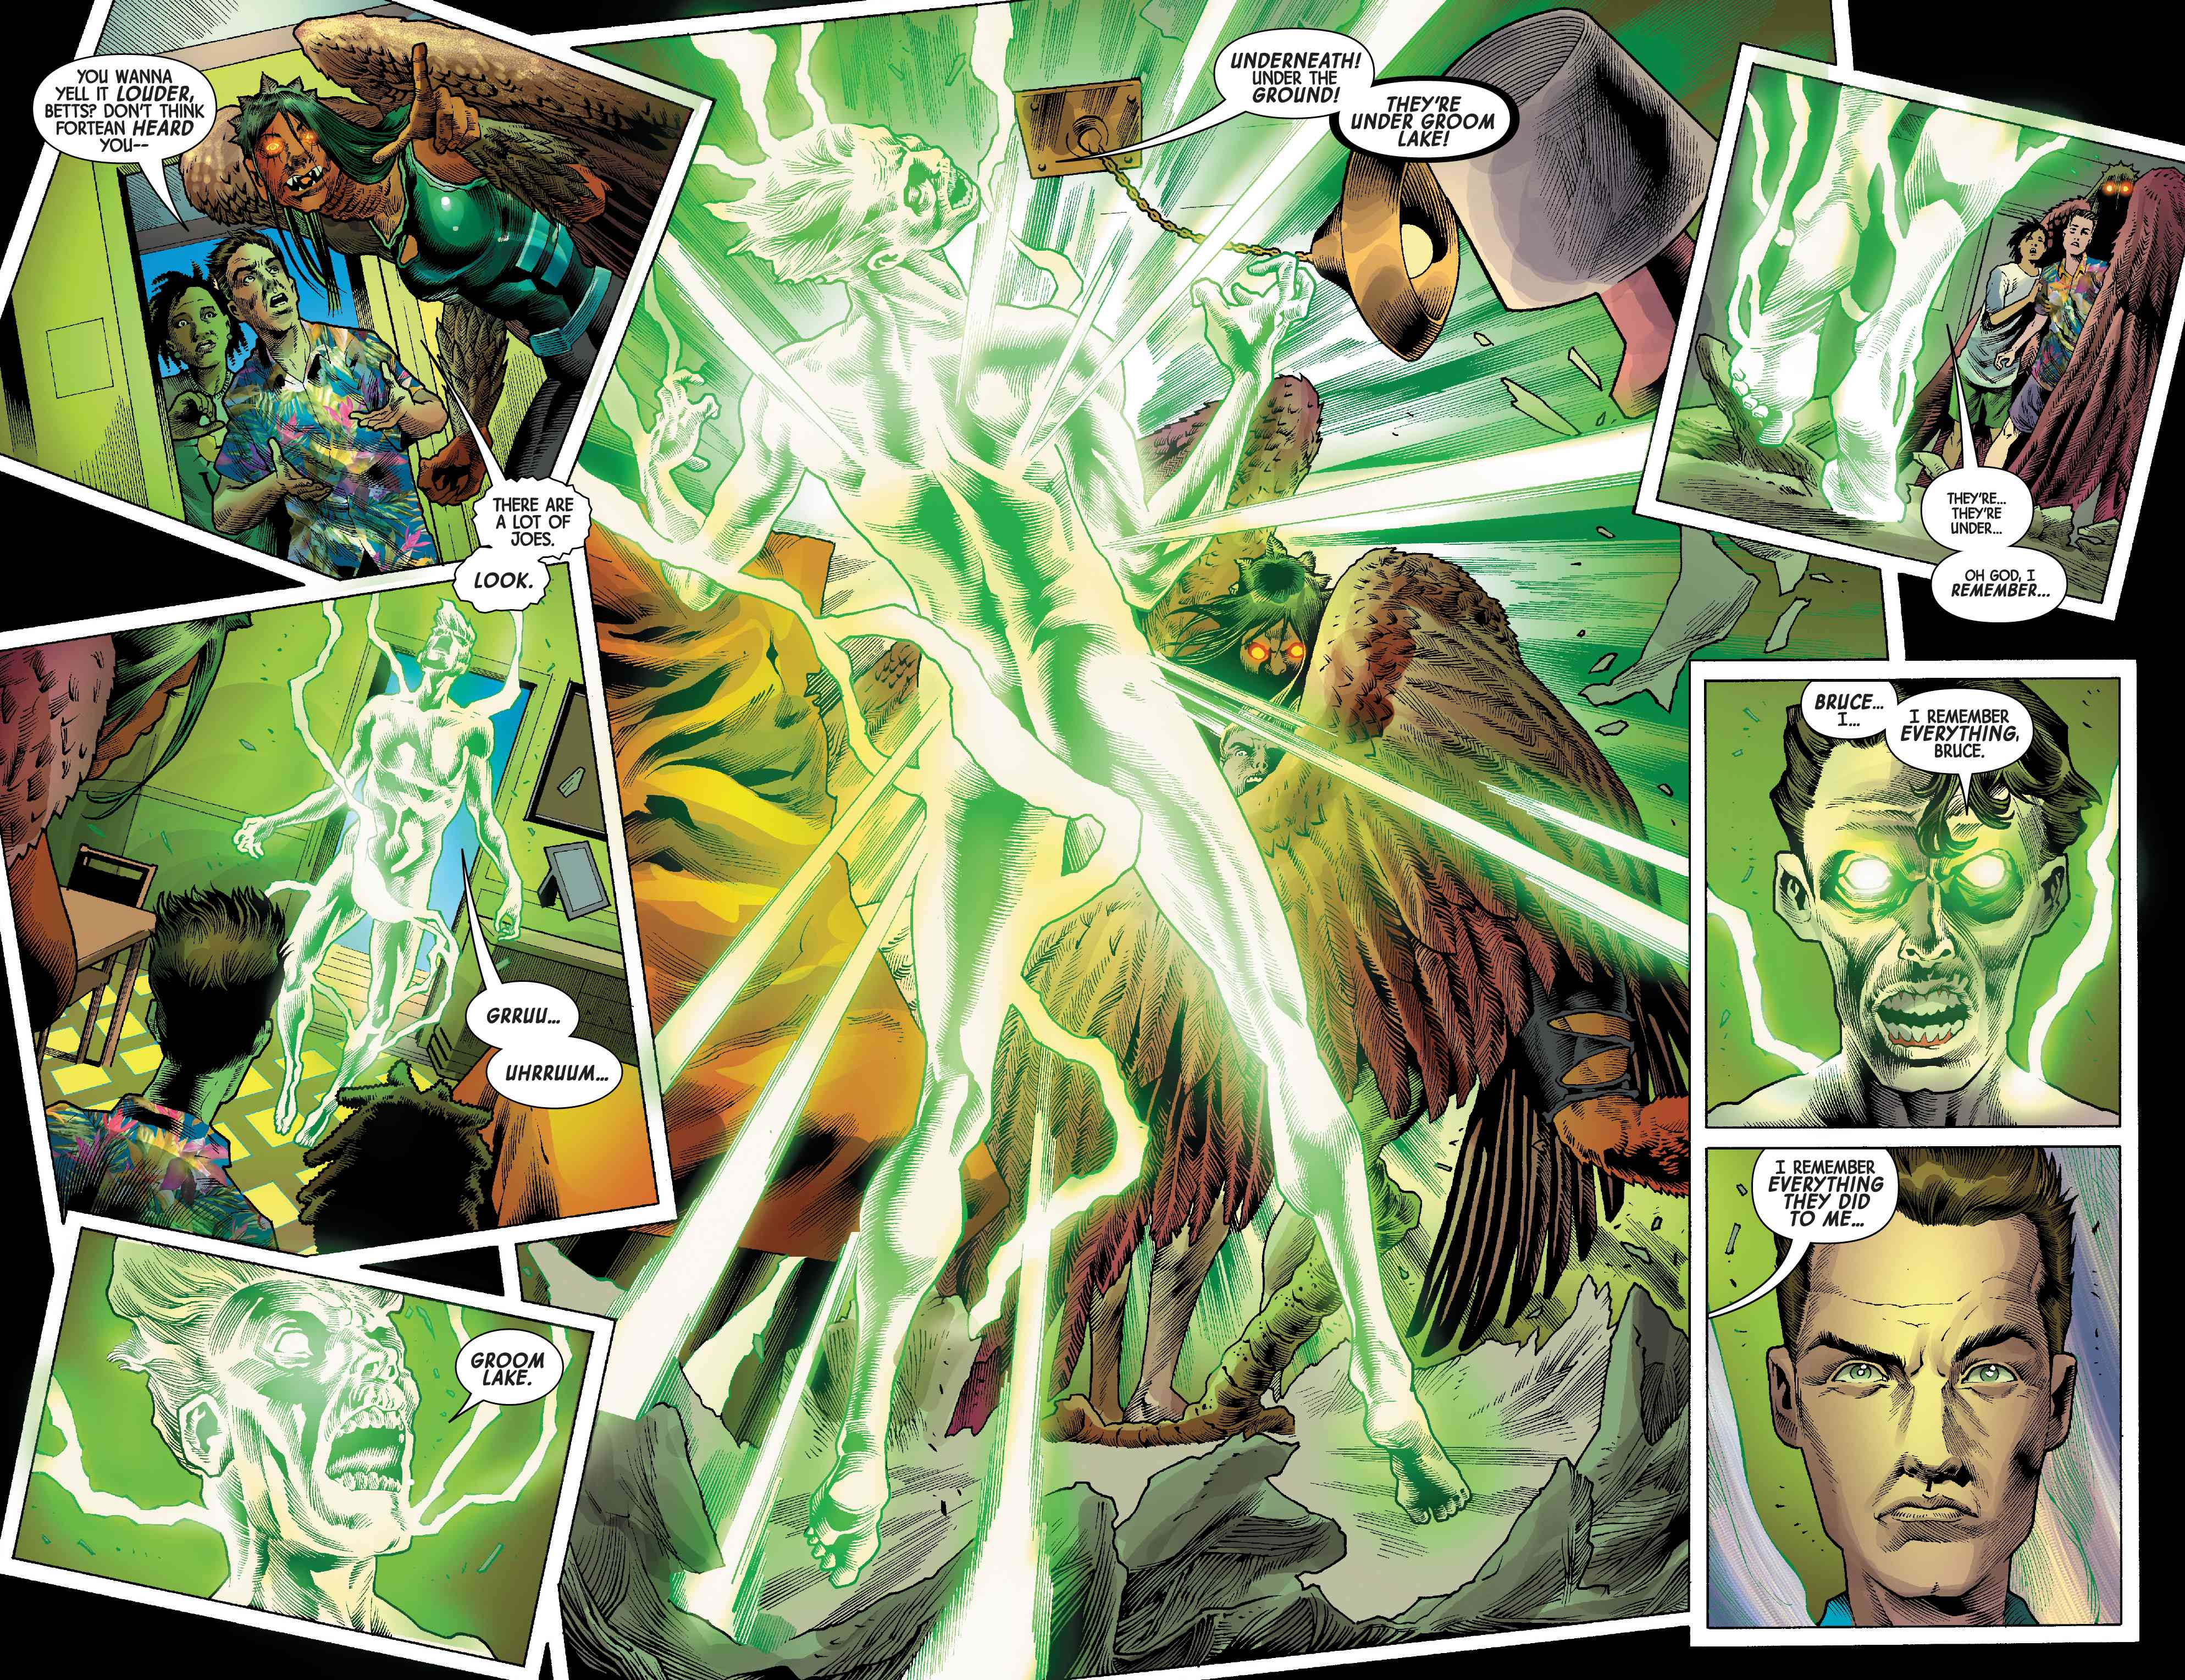 YOU WANNA
YELL IT LOUDER,
BETTS? DON'T THINK
FORTEAN HEARD
YOU--
THERE ARE
A LOT OF
JOES.
LOOK.
GRRUU...
UHRRUUM...
GROOM
LAKE.
UNDERNEATH!
UNDER THE
GROUND!
THEY'RE
UNDER GROOM
LAKE!
THEY'RE...
THEY'RE
UNDER...
OH GOD, I
REMEMBER...
BRUCE...
I...
I REMEMBER
EVERYTHING,
BRUCE.
I REMEMBER
EVERYTHING
THEY DID
TO ME...